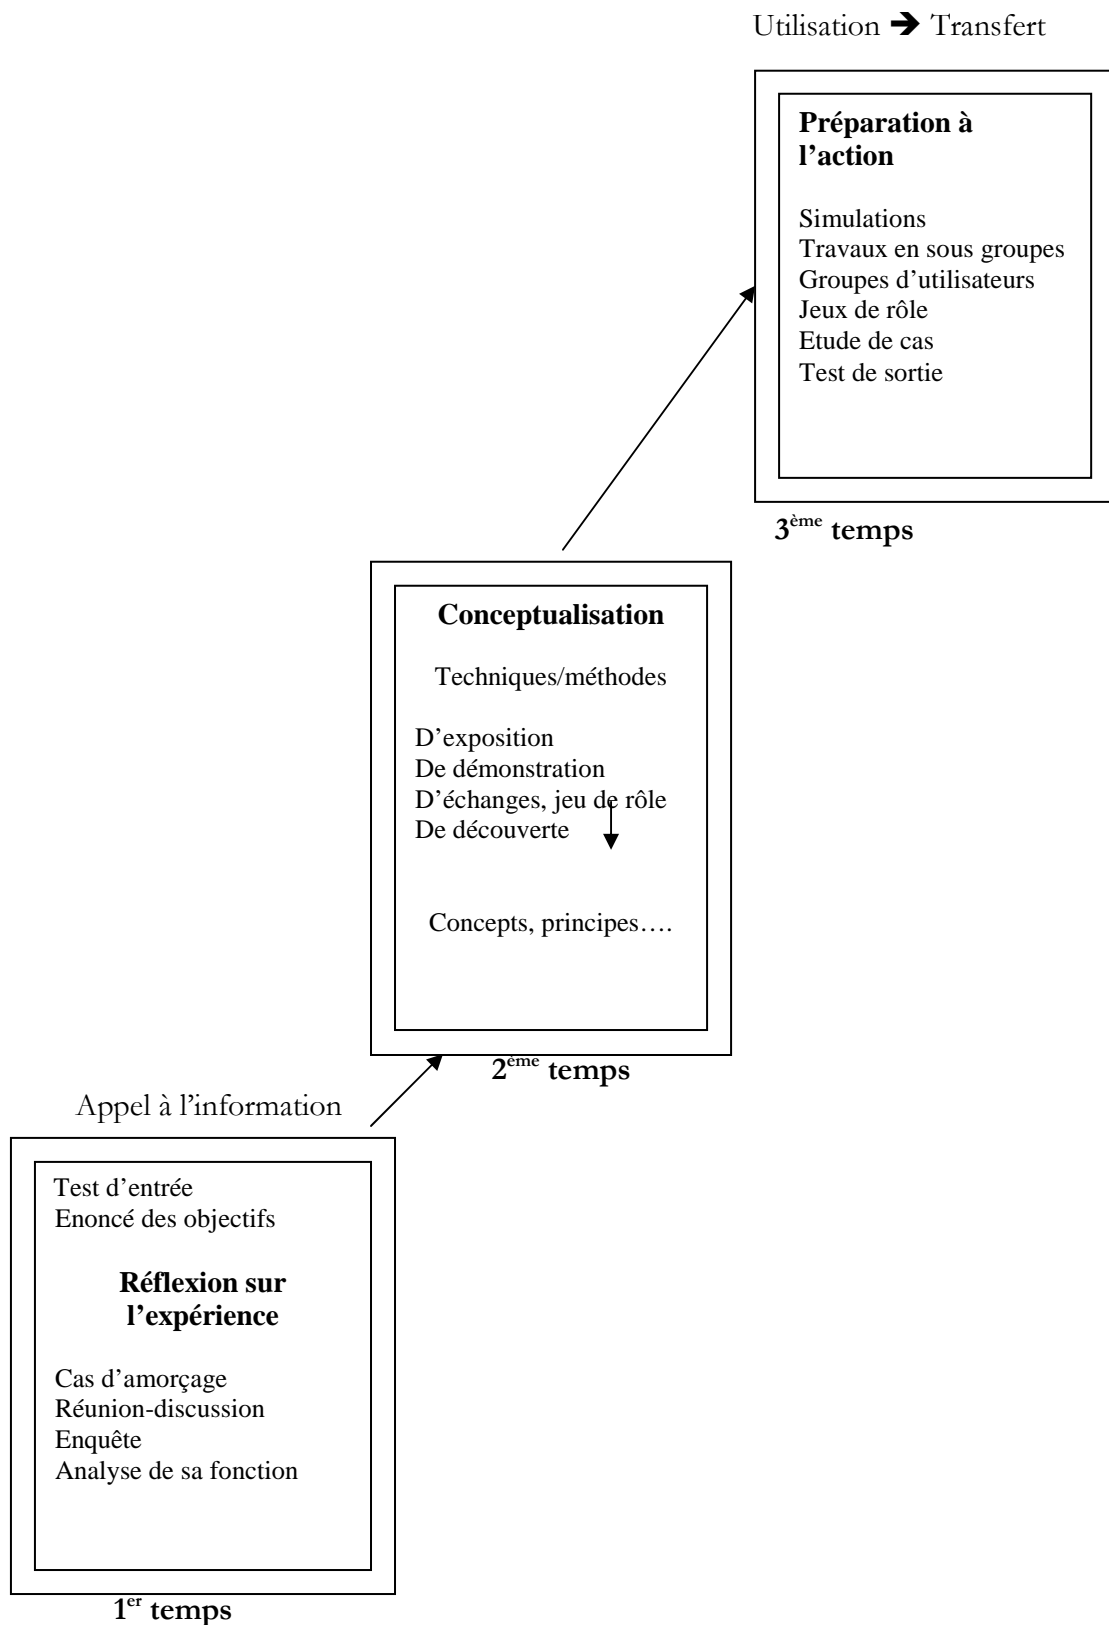 Utilisation ➔ Transfert
Préparation à
l’action
Simulations
Travaux en sous groupes
Groupes d’utilisateurs
Jeux de rôle
Etude de cas
Test de sortie
3ème temps
Conceptualisation
Techniques/méthodes
D’exposition
De démonstration
D’échanges, jeu de rôle
De découverte
Concepts, principes….
2ème temps
Appel à l’information
Test d’entrée
Enoncé des objectifs
Réflexion sur
l’expérience
Cas d’amorçage
Réunion-discussion
Enquête
Analyse de sa fonction
1er temps